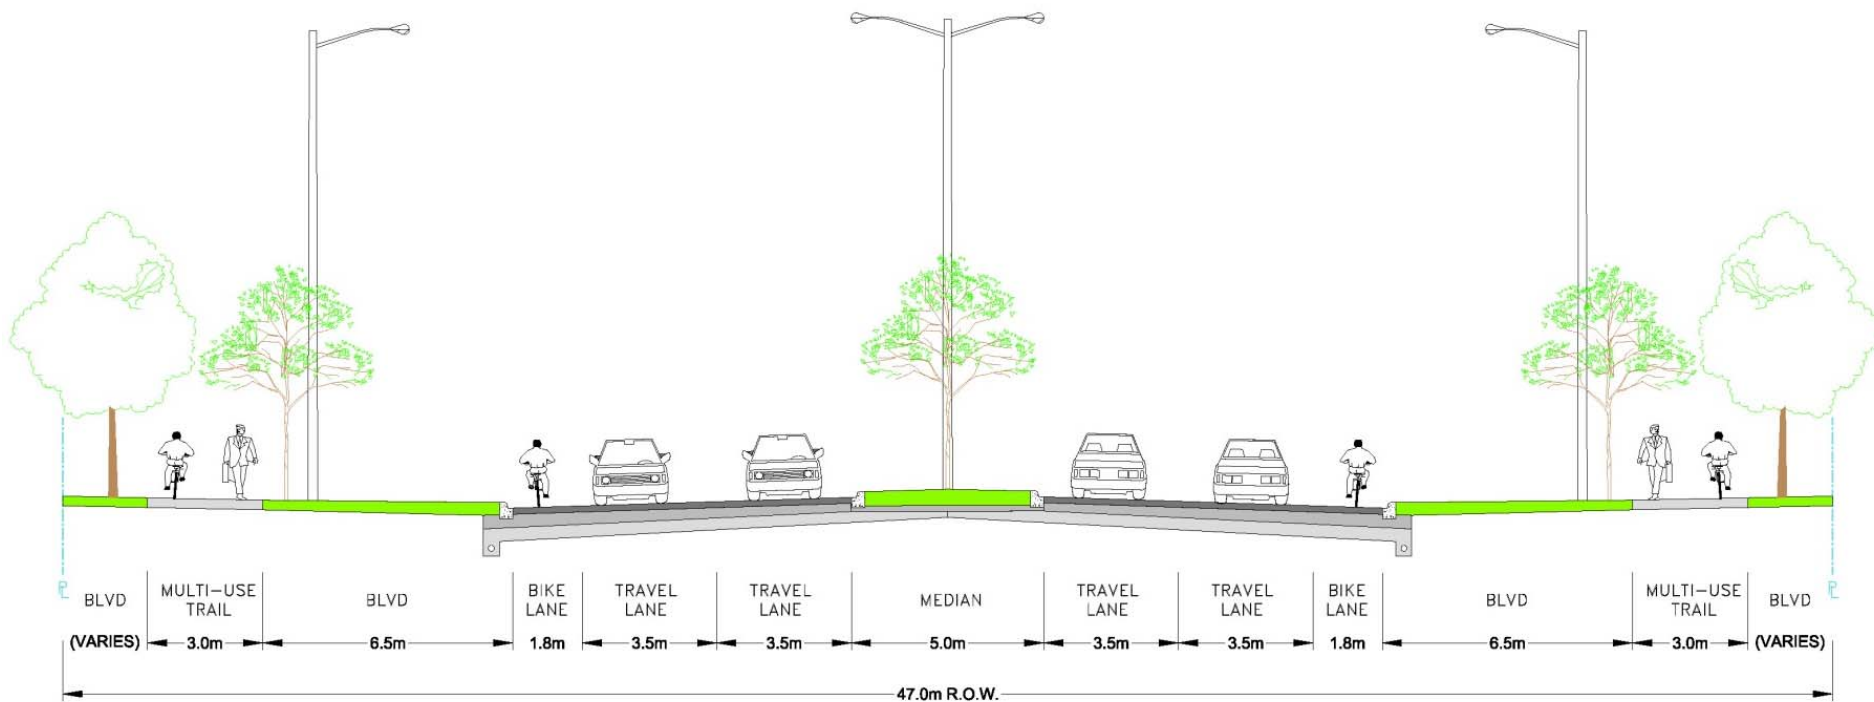 BLVD
MULTI-USE
TRAIL
BLVD
BIKE
LANE
TRAVEL
LANE
TRAVEL
LANE
MEDIAN
TRAVEL
LANE
TRAVEL
LANE
BIKE
LANE
BLVD
MULTI-USE
TRAIL
BLVD
PL
PL
(VARIES) 3.0m 6.5m 1.8m 3.5m 3.5m 5.0m 3.5m 3.5m 1.8m 6.5m 3.0m (VARIES)
47.0m R.O.W.